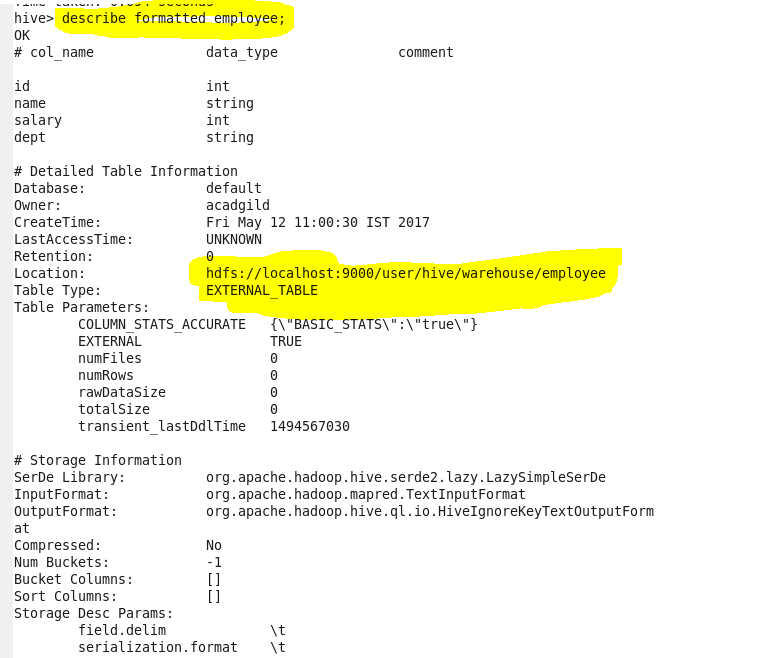 hive> describe formatted employee;
OK
# col_name data_type comment
id int
name string
salary int
dept string
# Detailed Table Information
Database: default
Owner: acadgild
CreateTime: Fri May 12 11:00:30 IST 2017
LastAccessTime: UNKNOWN
Retention: 0
Location: hdfs://localhost:9000/user/hive/warehouse/employee
Table Type: EXTERNAL_TABLE
Table Parameters:
COLUMN_STATS_ACCURATE {\"BASIC_STATS\":\"true\"}
EXTERNAL TRUE
numFiles 0
numRows 0
rawDataSize 0
totalSize 0
transient_lastDdlTime 1494567030
# Storage Information
SerDe Library: org.apache.hadoop.hive.serde2.lazy.LazySimpleSerDe
InputFormat: org.apache.hadoop.mapred.TextInputFormat
OutputFormat: org.apache.hadoop.hive.ql.io.HiveIgnoreKeyTextOutputForm
at
Compressed: No
Num Buckets: -1
Bucket Columns: []
Sort Columns: []
Storage Desc Params:
field.delim \t
serialization.format \t